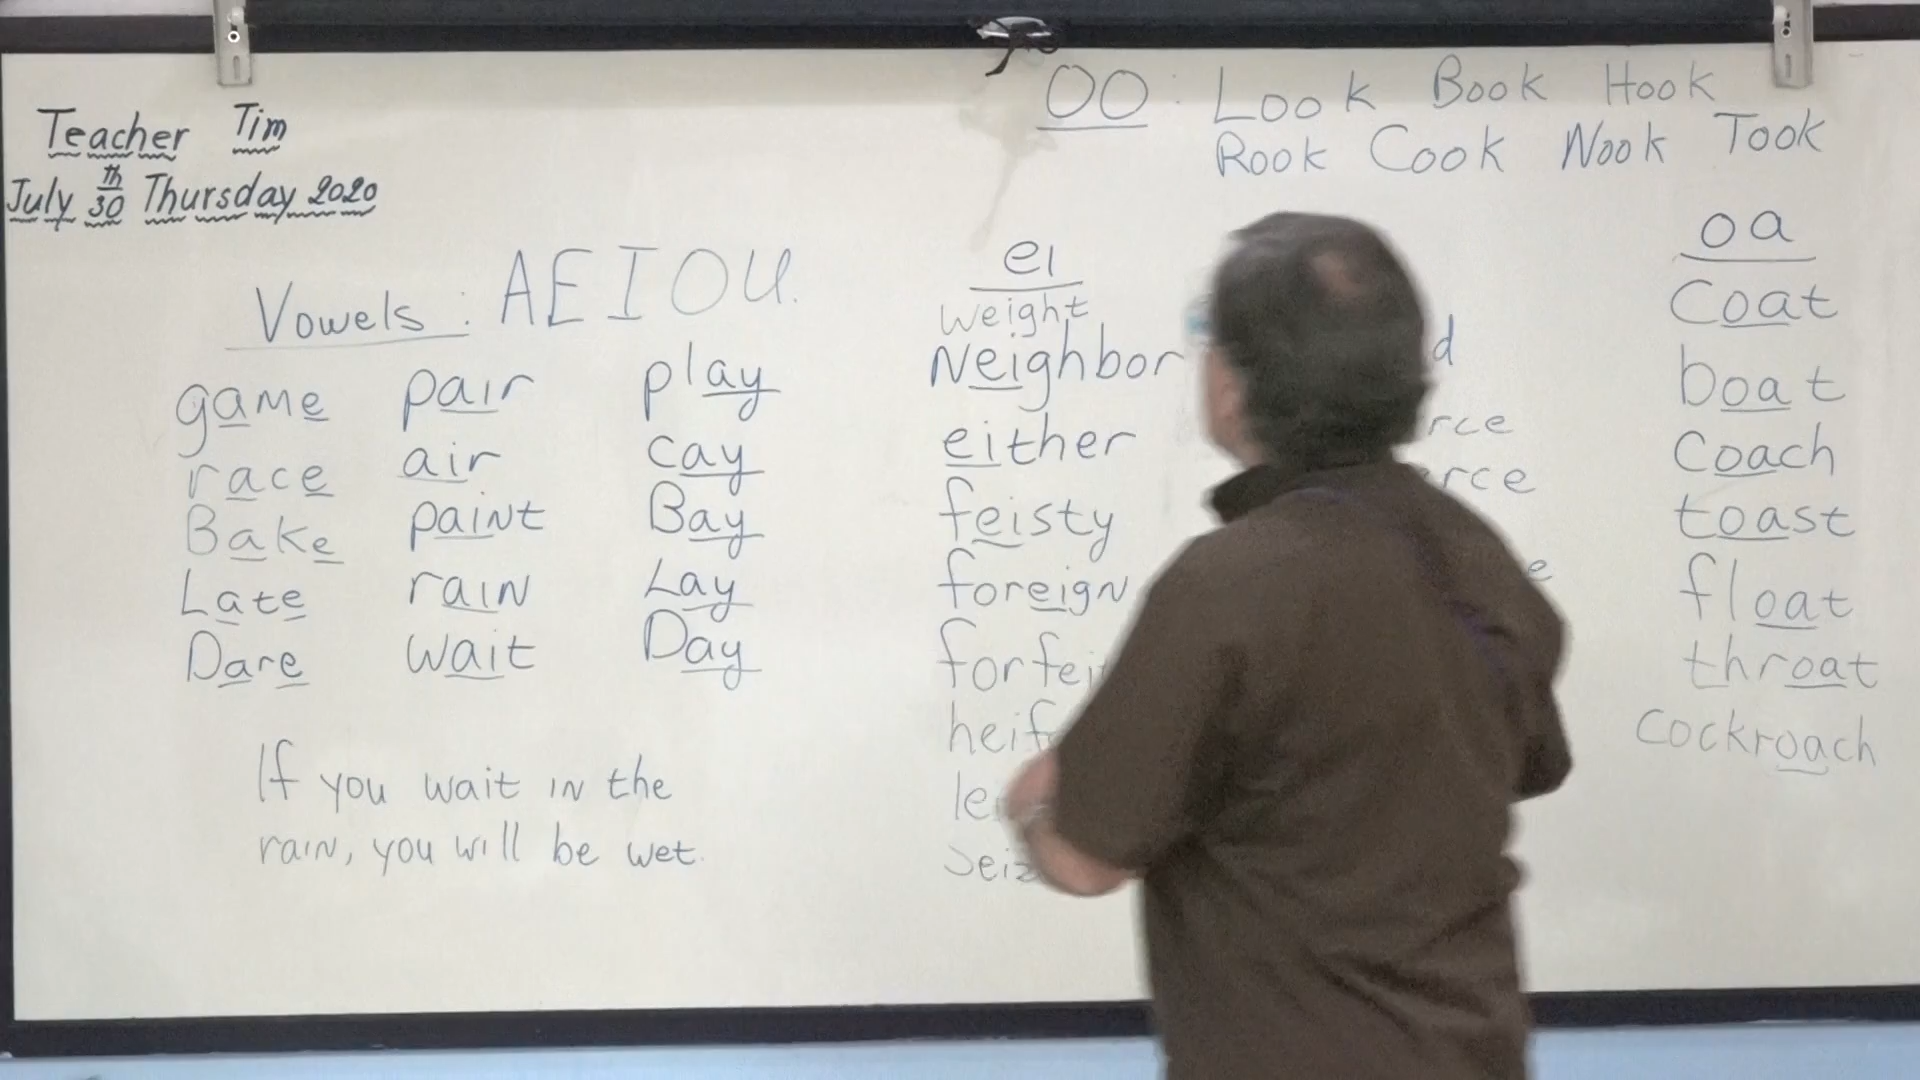 Teacher Tim
July 30th Thursday 2020
OO : Look Book Hook
Rook Cook Nook Took
Vowels : A E I O U.
game pair play
race air cay
Bake paint Bay
Late rain Lay
Dare wait Day
If you wait in the
rain, you will be wet.
ei
weight
Neighbor
either
feisty
foreign
oa
Coat
boat
Coach
toast
float
throat
cockroach